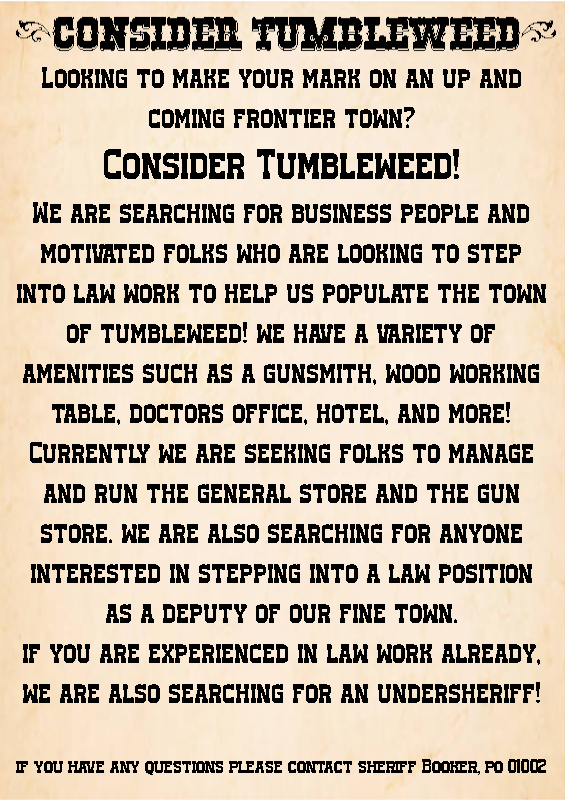 CONSIDER TUMBLEWEED
LOOKING TO MAKE YOUR MARK ON AN UP AND
COMING FRONTIER TOWN?
CONSIDER TUMBLEWEED!
WE ARE SEARCHING FOR BUSINESS PEOPLE AND
MOTIVATED FOLKS WHO ARE LOOKING TO STEP
INTO LAW WORK TO HELP US POPULATE THE TOWN
OF TUMBLEWEED! WE HAVE A VARIETY OF
AMENITIES SUCH AS A GUNSMITH, WOOD WORKING
TABLE, DOCTORS OFFICE, HOTEL, AND MORE!
CURRENTLY WE ARE SEEKING FOLKS TO MANAGE
AND RUN THE GENERAL STORE AND THE GUN
STORE. WE ARE ALSO SEARCHING FOR ANYONE
INTERESTED IN STEPPING INTO A LAW POSITION
AS A DEPUTY OF OUR FINE TOWN.
IF YOU ARE EXPERIENCED IN LAW WORK ALREADY,
WE ARE ALSO SEARCHING FOR AN UNDERSHERIFF!
IF YOU HAVE ANY QUESTIONS PLEASE CONTACT SHERIFF BOOKER, PO 01002